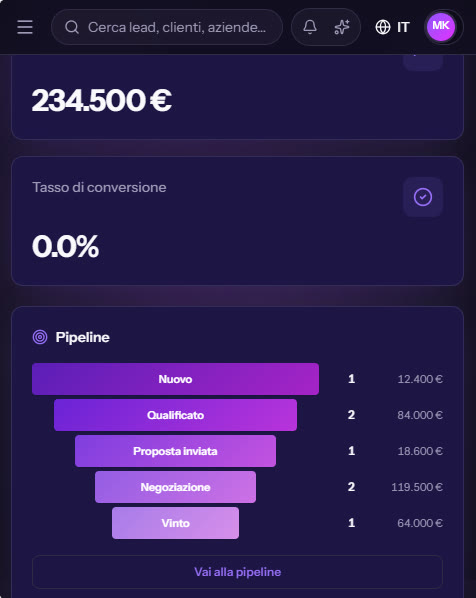 Cerca lead, clienti, aziende...
IT
MK
234.500 €
Tasso di conversione
0.0%
Pipeline
Nuovo 1 12.400 €
Qualificato 2 84.000 €
Proposta inviata 1 18.600 €
Negoziazione 2 119.500 €
Vinto 1 64.000 €
Vai alla pipeline